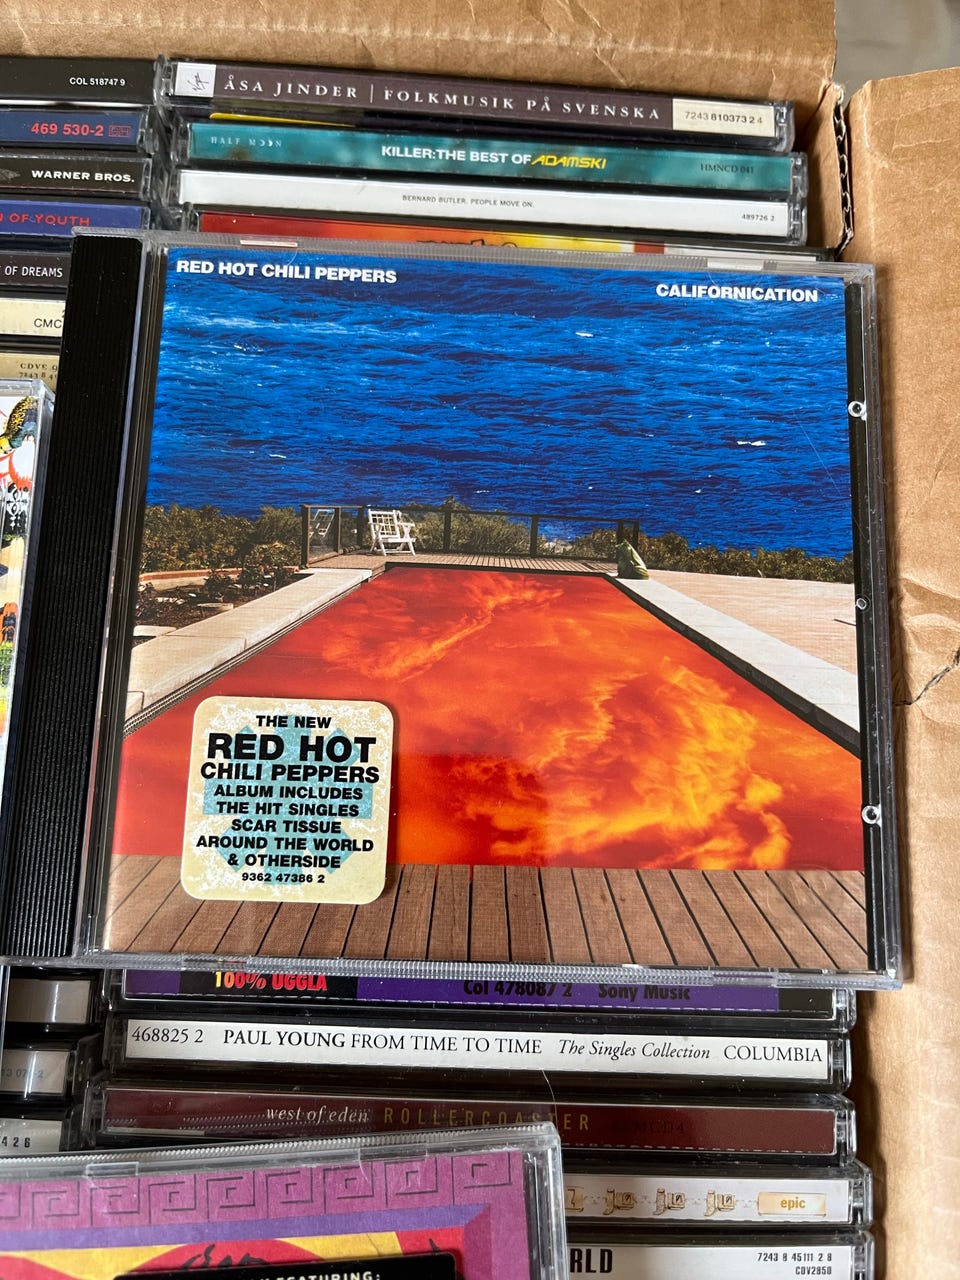 COL 518747 9
469 530-2
WARNER BROS.
OF YOUTH
OF DREAMS
CMC
CDVE
ÅSA JINDER | FOLKMUSIK PÅ SVENSKA
7243 810373 2 4
HALF MOON
KILLER:THE BEST OF ADAMSKI
HMNCD 041
BERNARD BUTLER. PEOPLE MOVE ON.
489726 2
RED HOT CHILI PEPPERS
CALIFORNICATION
THE NEW
RED HOT
CHILI PEPPERS
ALBUM INCLUDES
THE HIT SINGLES
SCAR TISSUE
AROUND THE WORLD
& OTHERSIDE
9362 47386 2
100% UGGLA
Col 478087 2 Sony Music
468825 2 PAUL YOUNG FROM TIME TO TIME The Singles Collection COLUMBIA
west of eden ROLLERCOASTER
epic
RLD
7243 8 45111 2 8
CDV2850
FEATURING: